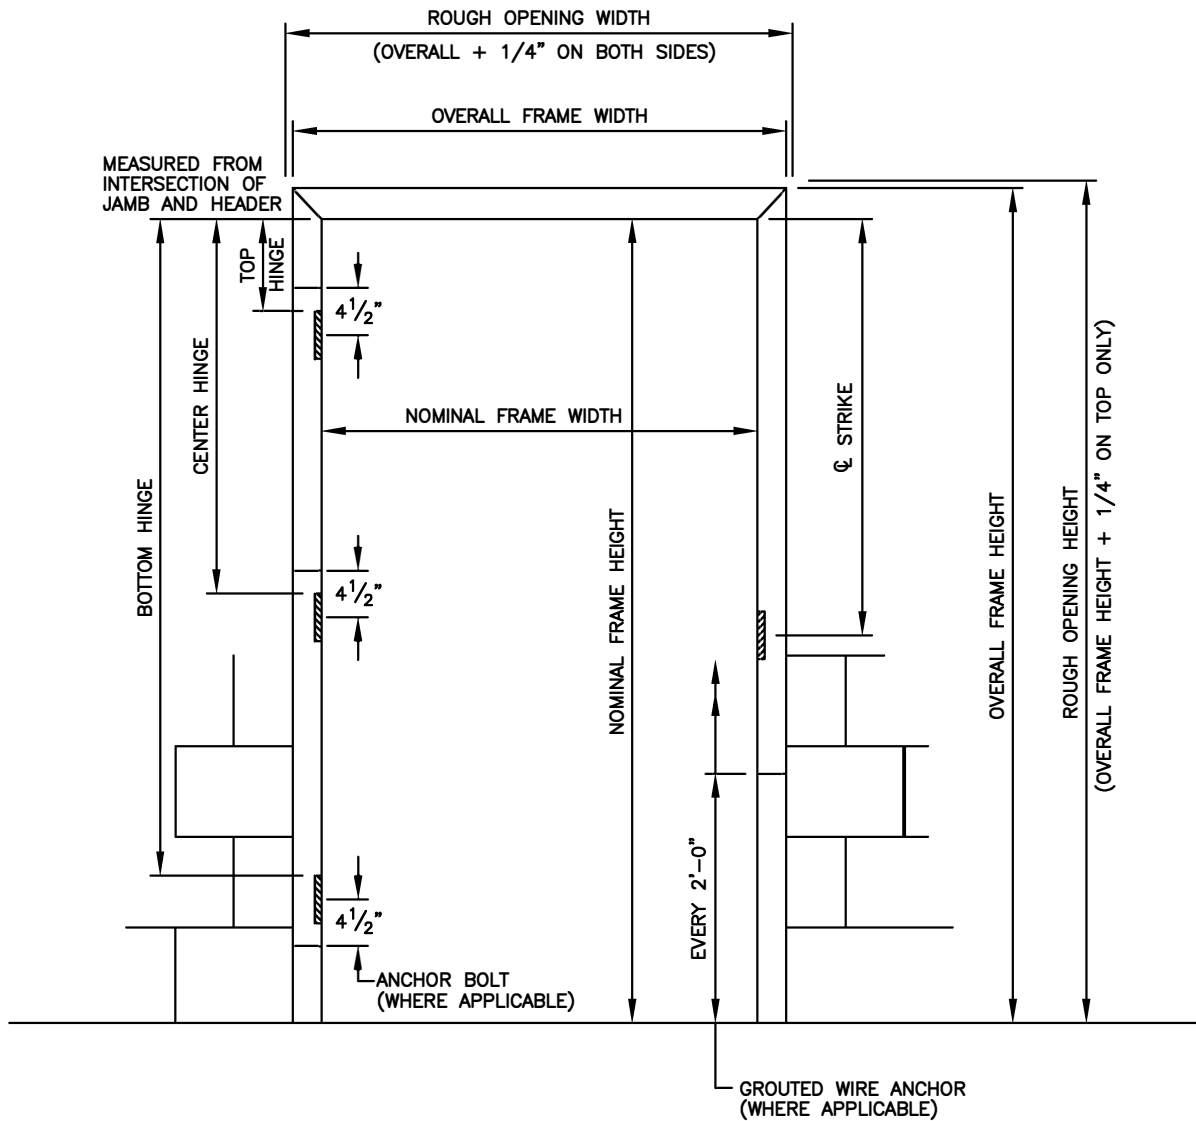 ROUGH OPENING WIDTH
(OVERALL + 1/4" ON BOTH SIDES)
OVERALL FRAME WIDTH
MEASURED FROM
INTERSECTION OF
JAMB AND HEADER
TOP
HINGE
4 1/2"
CENTER HINGE
NOMINAL FRAME WIDTH
℄ STRIKE
BOTTOM HINGE
4 1/2"
NOMINAL FRAME HEIGHT
OVERALL FRAME HEIGHT
ROUGH OPENING HEIGHT
(OVERALL FRAME HEIGHT + 1/4" ON TOP ONLY)
EVERY 2'-0"
4 1/2"
ANCHOR BOLT
(WHERE APPLICABLE)
GROUTED WIRE ANCHOR
(WHERE APPLICABLE)